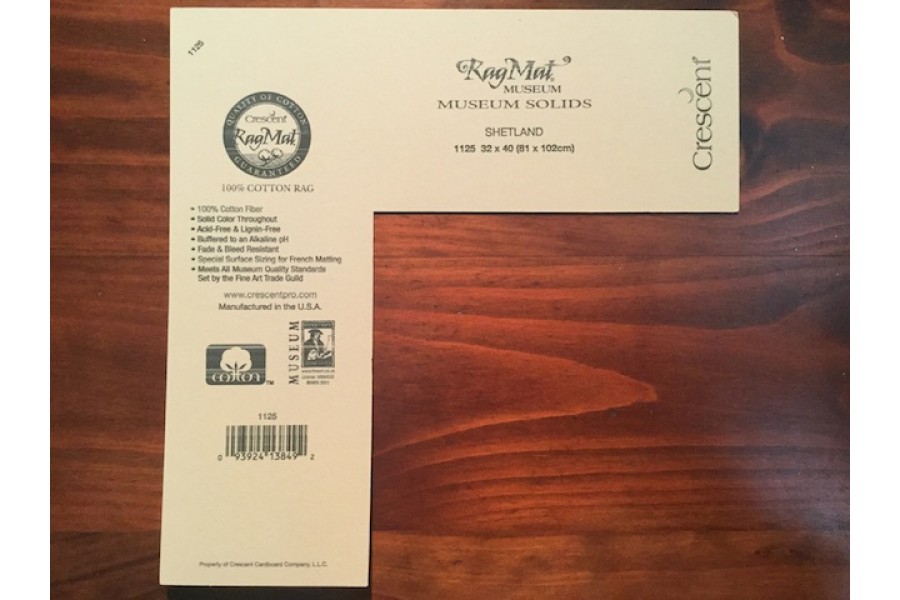 1125
QUALITY OF COTTON
Crescent
RagMat
GUARANTEED
100% COTTON RAG
RagMat®
MUSEUM
MUSEUM SOLIDS
SHETLAND
1125 32 x 40 (81 x 102cm)
Crescent®
100% Cotton Fiber
Solid Color Throughout
Acid-Free & Lignin-Free
Buffered to an Alkaline pH
Fade & Bleed Resistant
Special Surface Sizing for French Matting
Meets All Museum Quality Standards
Set by the Fine Art Trade Guild
www.crescentpro.com
Manufactured in the U.S.A.
cotton™
MUSEUM
1125
0 93924 13849 2
Property of Crescent Cardboard Company, L.L.C.